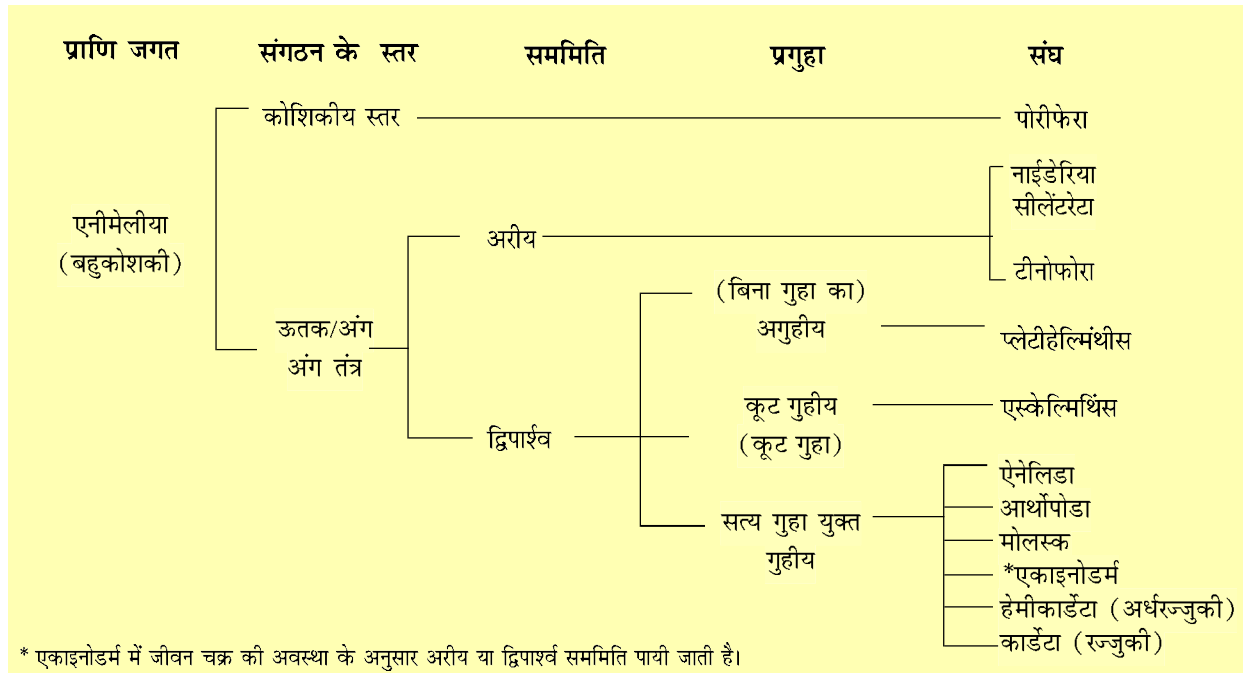 प्राणि जगत संगठन के स्तर सममिति प्रगुहा संघ
कोशिकीय स्तर पोरीफेरा
नाईडेरिया
सीलेंटरेटा
एनीमेलीया
(बहुकोशकी)
अरीय
टीनोफोरा
(बिना गुहा का)
अगुहीय
प्लेटीहेल्मिंथीस
ऊतक/अंग
अंग तंत्र
कूट गुहीय
(कूट गुहा)
एस्केल्मिथिंस
द्विपार्श्व
सत्य गुहा युक्त
गुहीय
ऐनेलिडा
आर्थोपोडा
मोलस्क
*एकाइनोडर्म
हेमीकार्डेटा (अर्धरज्जुकी)
कार्डेटा (रज्जुकी)
* एकाइनोडर्म में जीवन चक्र की अवस्था के अनुसार अरीय या द्विपार्श्व सममिति पायी जाती है।